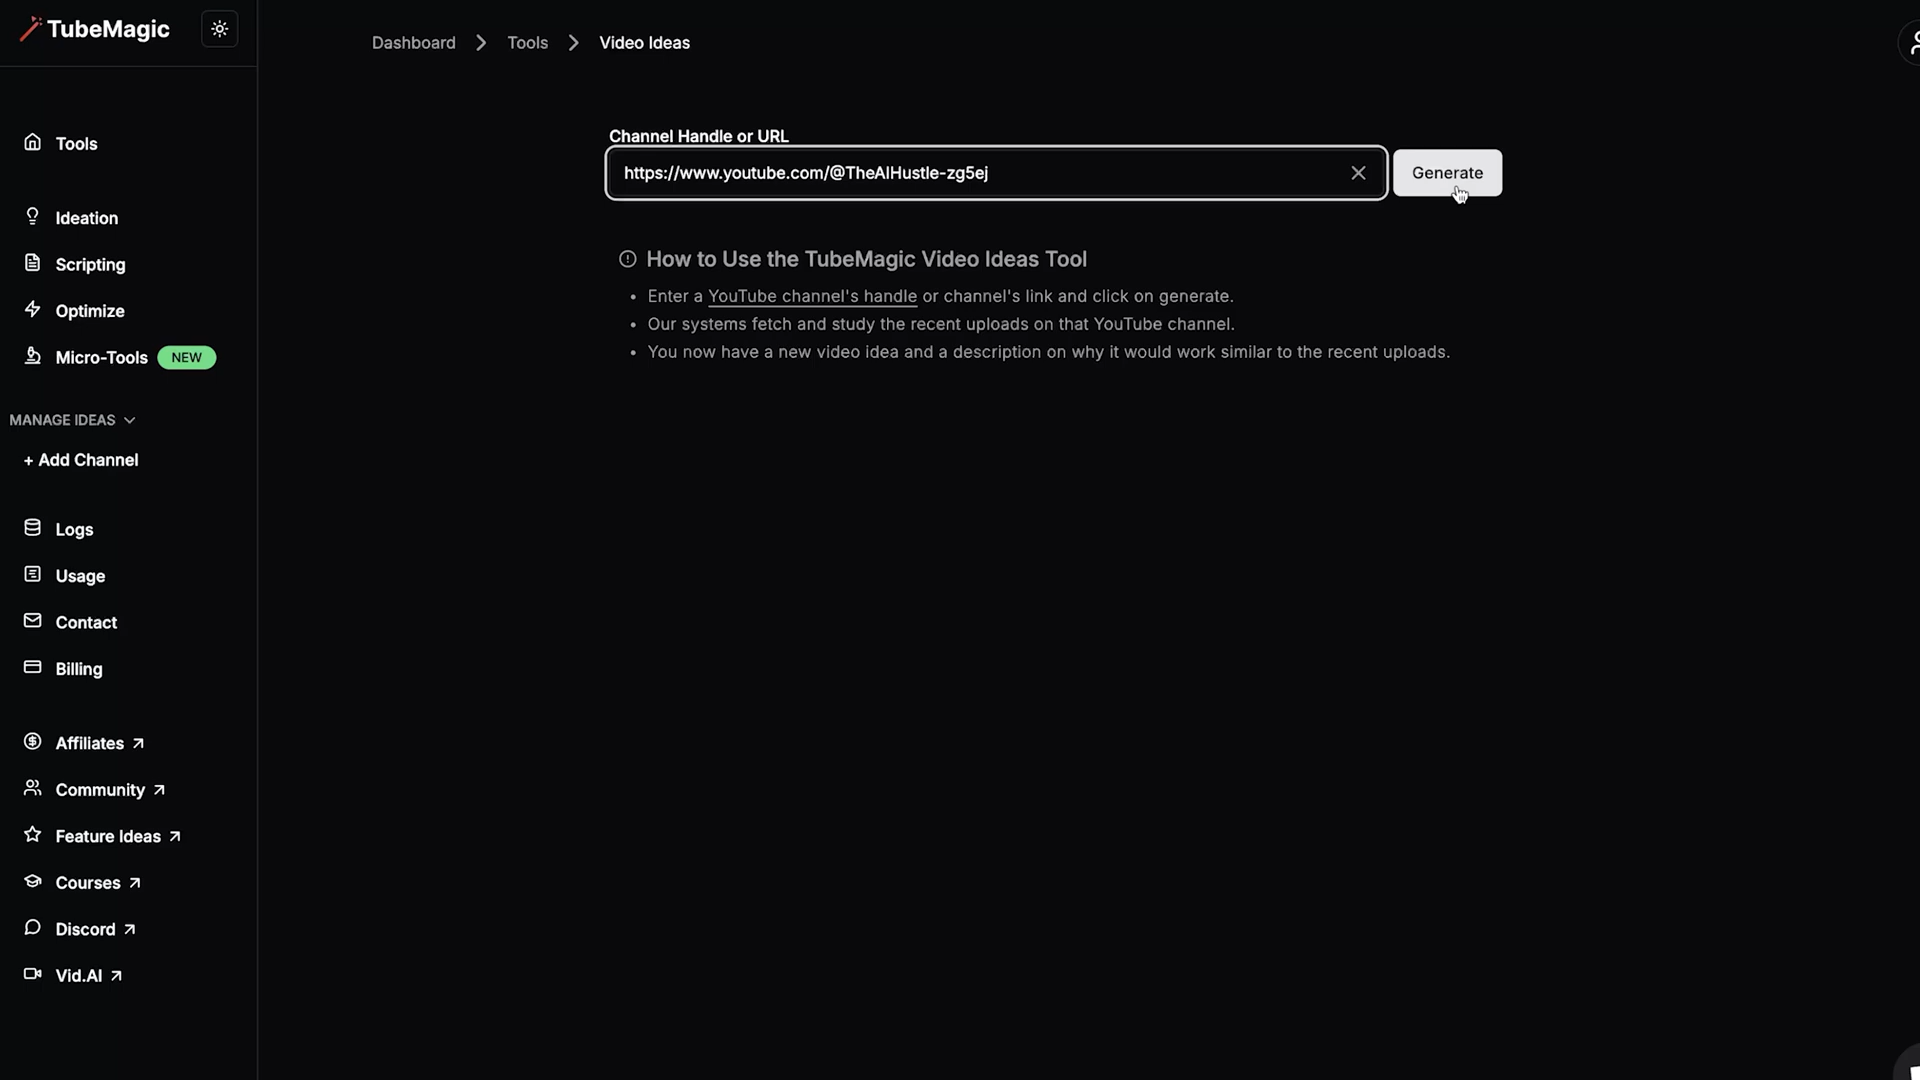 TubeMagic
Dashboard
Tools
Video Ideas
Tools
Ideation
Scripting
Optimize
Micro-Tools NEW
MANAGE IDEAS
+ Add Channel
Logs
Usage
Contact
Billing
Affiliates
Community
Feature Ideas
Courses
Discord
Vid.AI
Channel Handle or URL
https://www.youtube.com/@TheAIHustle-zg5ej
Generate
How to Use the TubeMagic Video Ideas Tool
• Enter a YouTube channel's handle or channel's link and click on generate.
• Our systems fetch and study the recent uploads on that YouTube channel.
• You now have a new video idea and a description on why it would work similar to the recent uploads.